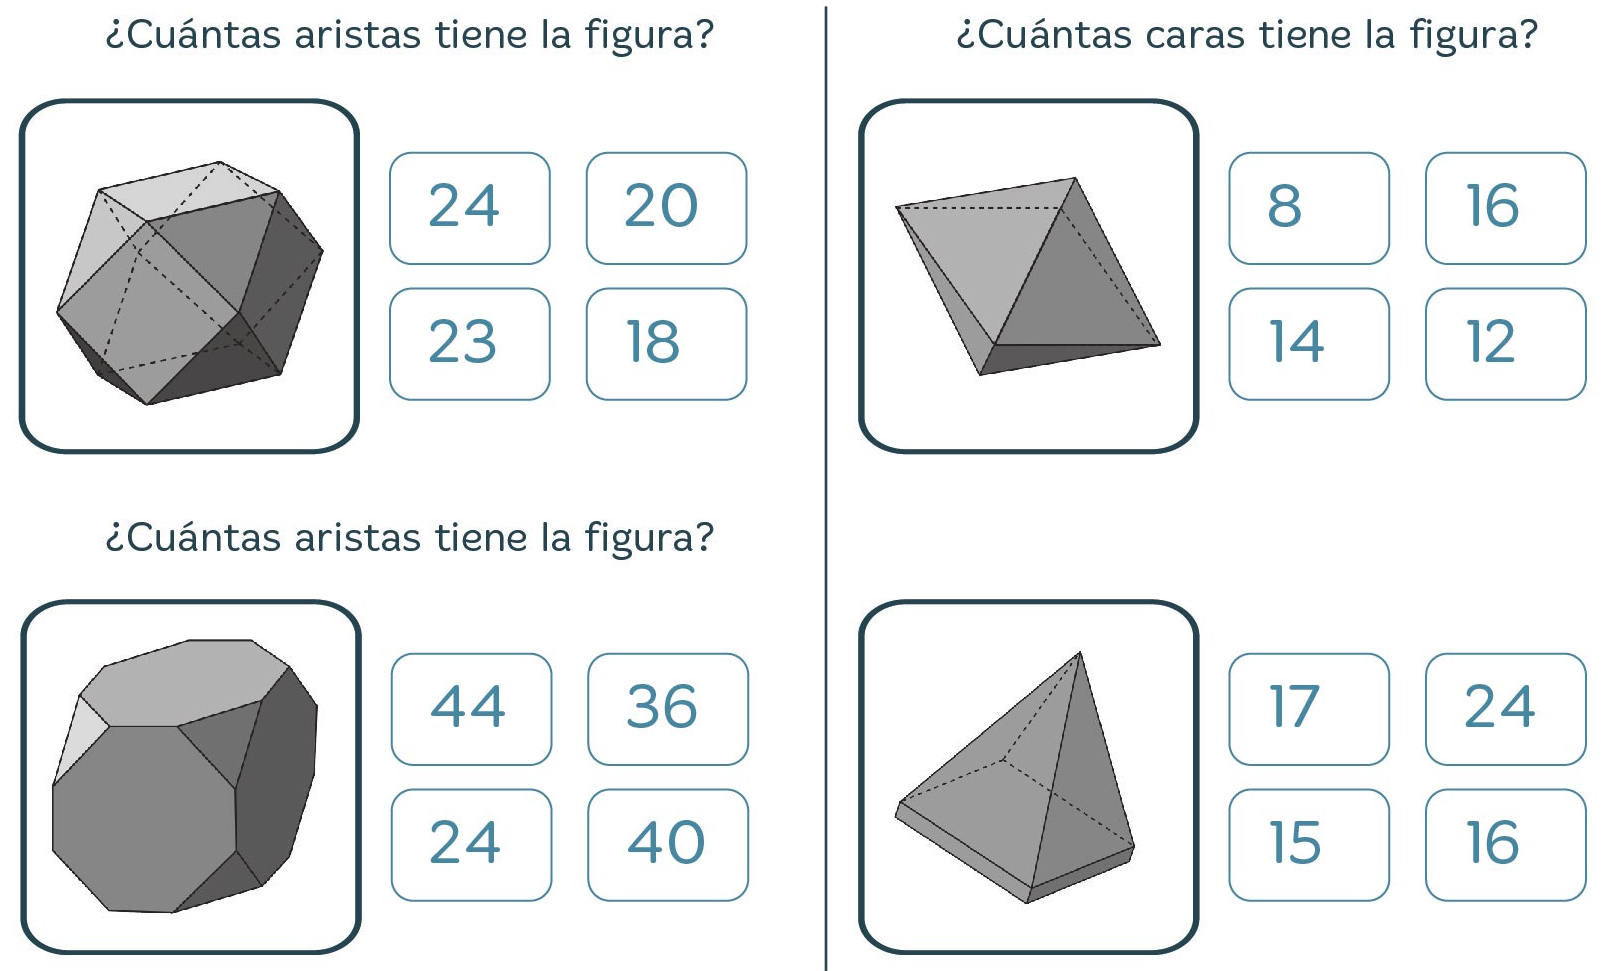 ¿Cuántas aristas tiene la figura?
24 20
23 18
¿Cuántas caras tiene la figura?
8 16
14 12
¿Cuántas aristas tiene la figura?
44 36
24 40
17 24
15 16